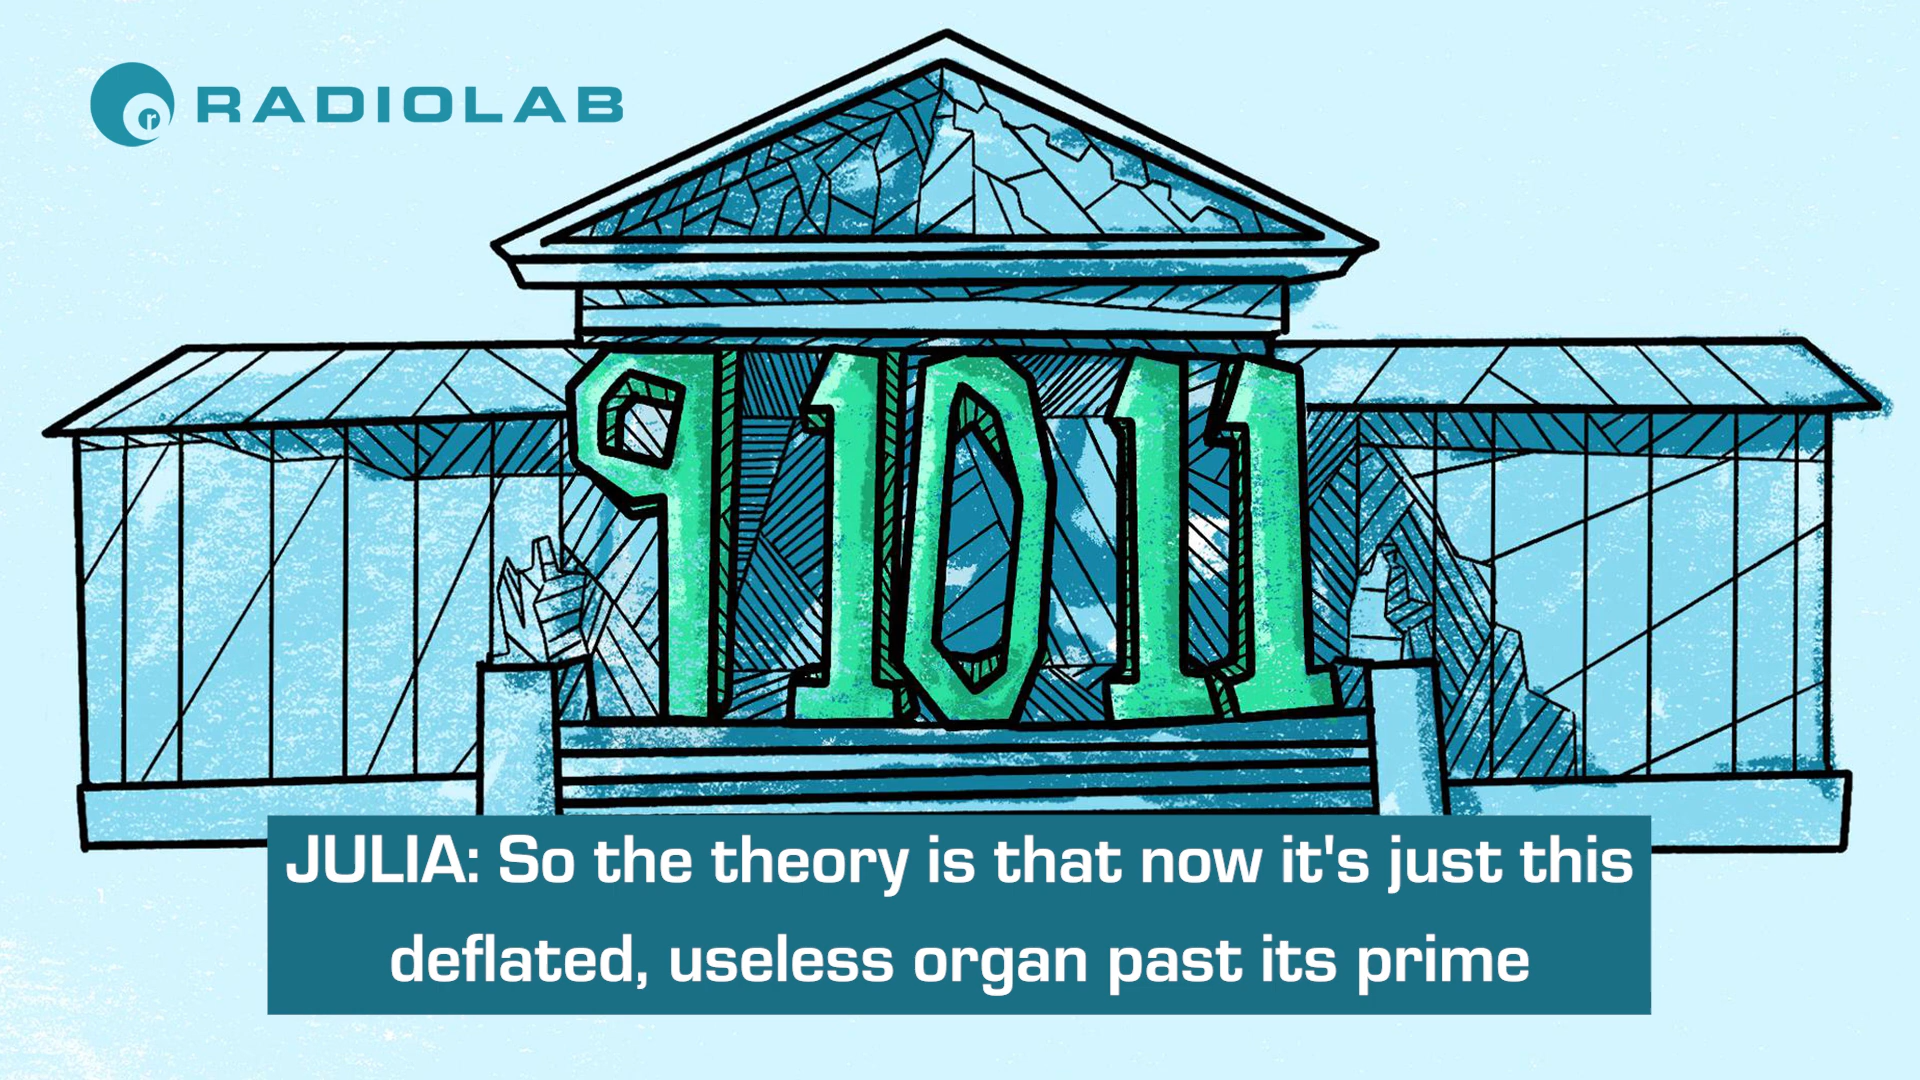 RADIOLAB
9 10 11
JULIA: So the theory is that now it's just this
deflated, useless organ past its prime